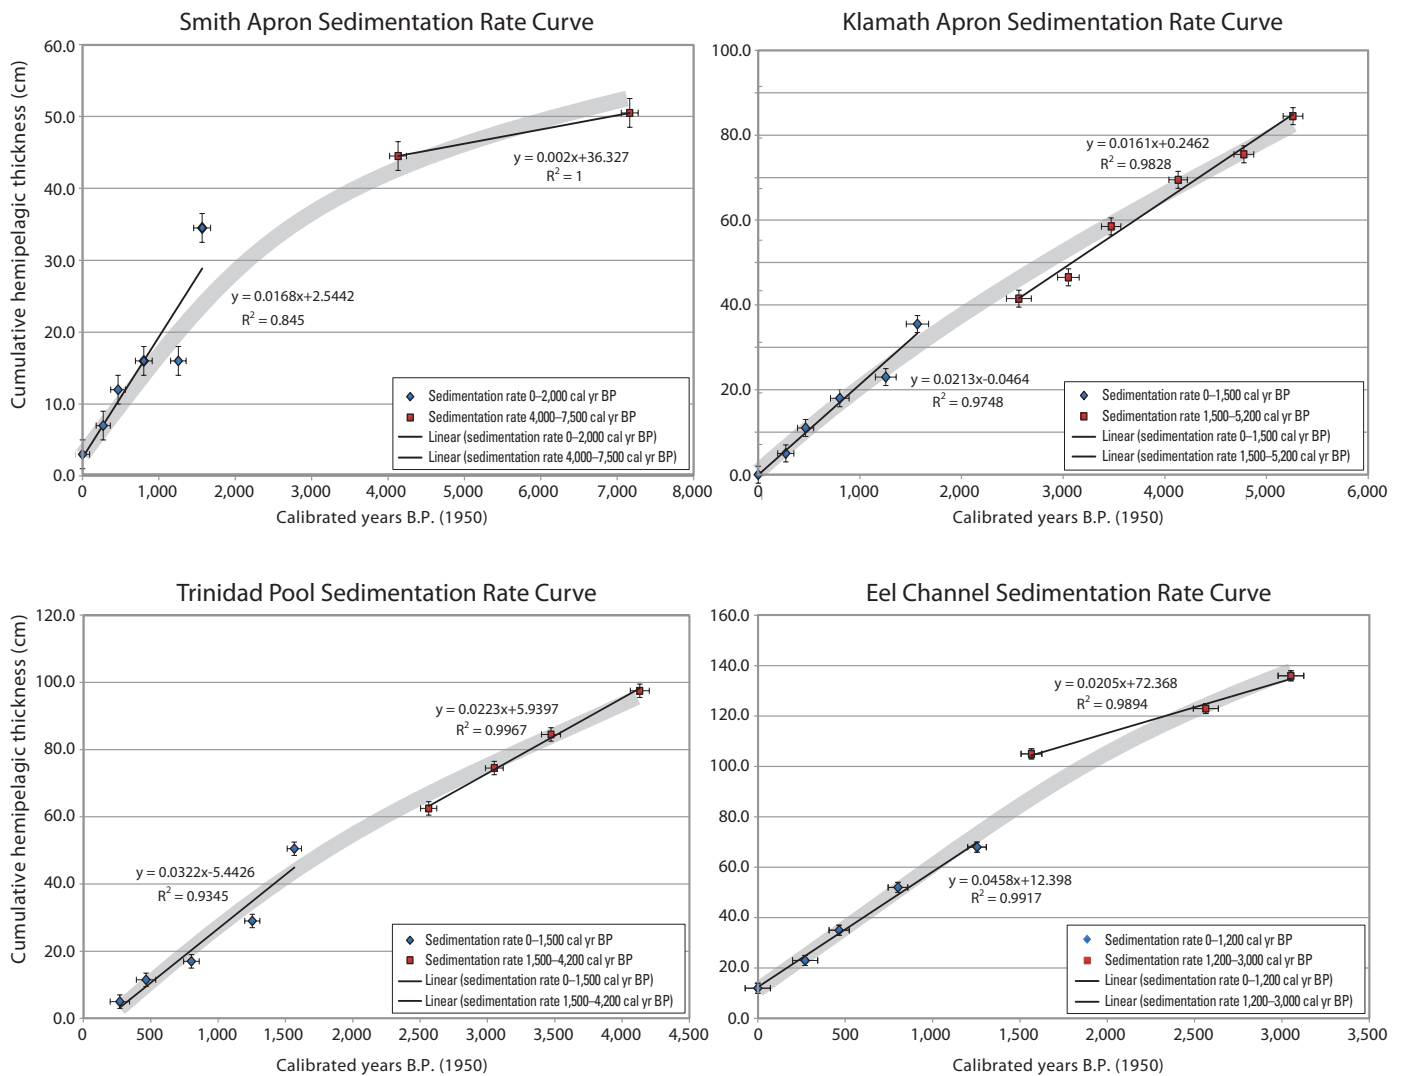 Smith Apron Sedimentation Rate Curve
Cumulative hemipelagic thickness (cm)
60.0
50.0
40.0
30.0
20.0
10.0
0.0
y = 0.002x+36.327
R² = 1
y = 0.0168x+2.5442
R² = 0.845
Sedimentation rate 0–2,000 cal yr BP
Sedimentation rate 4,000–7,500 cal yr BP
Linear (sedimentation rate 0–2,000 cal yr BP)
Linear (sedimentation rate 4,000–7,500 cal yr BP)
0 1,000 2,000 3,000 4,000 5,000 6,000 7,000 8,000
Calibrated years B.P. (1950)
Klamath Apron Sedimentation Rate Curve
100.0
80.0
60.0
40.0
20.0
0.0
y = 0.0161x+0.2462
R² = 0.9828
y = 0.0213x-0.0464
R² = 0.9748
Sedimentation rate 0–1,500 cal yr BP
Sedimentation rate 1,500–5,200 cal yr BP
Linear (sedimentation rate 0–1,500 cal yr BP)
Linear (sedimentation rate 1,500–5,200 cal yr BP)
0 1,000 2,000 3,000 4,000 5,000 6,000
Calibrated years B.P. (1950)
Trinidad Pool Sedimentation Rate Curve
Cumulative hemipelagic thickness (cm)
120.0
100.0
80.0
60.0
40.0
20.0
0.0
y = 0.0223x+5.9397
R² = 0.9967
y = 0.0322x-5.4426
R² = 0.9345
Sedimentation rate 0–1,500 cal yr BP
Sedimentation rate 1,500–4,200 cal yr BP
Linear (sedimentation rate 0–1,500 cal yr BP)
Linear (sedimentation rate 1,500–4,200 cal yr BP)
0 500 1,000 1,500 2,000 2,500 3,000 3,500 4,000 4,500
Calibrated years B.P. (1950)
Eel Channel Sedimentation Rate Curve
160.0
140.0
120.0
100.0
80.0
60.0
40.0
20.0
0.0
y = 0.0205x+72.368
R² = 0.9894
y = 0.0458x+12.398
R² = 0.9917
Sedimentation rate 0–1,200 cal yr BP
Sedimentation rate 1,200–3,000 cal yr BP
Linear (sedimentation rate 0–1,200 cal yr BP)
Linear (sedimentation rate 1,200–3,000 cal yr BP)
0 500 1,000 1,500 2,000 2,500 3,000 3,500
Calibrated years B.P. (1950)